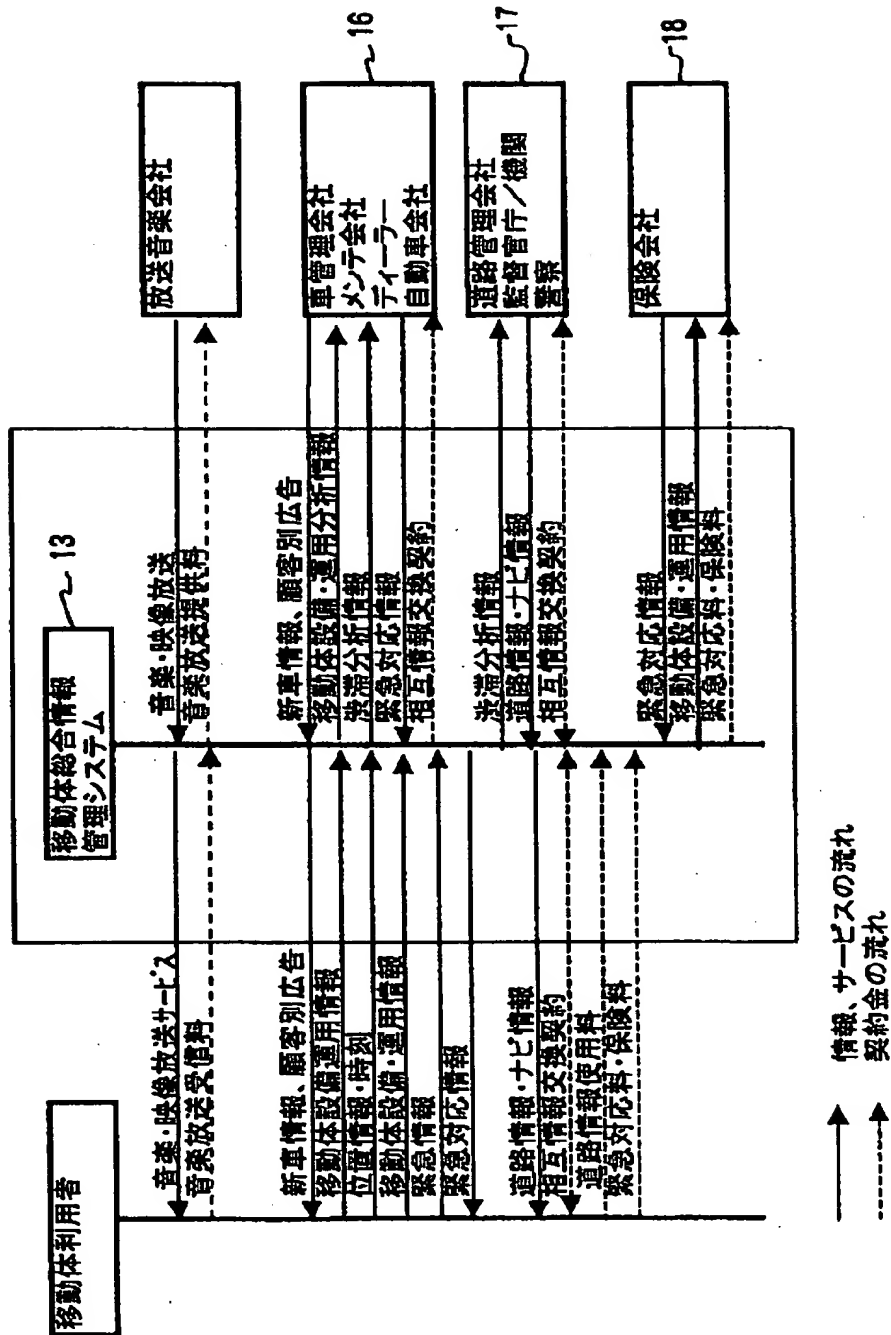 移動体利用者
移動体総合情報
管理システム
13
放送音楽会社
車管理会社
メンテ会社
ディーラー
自動車会社
16
道路管理会社
監督官庁/機関
警察
17
保険会社
18
音楽・映像放送サービス
音楽放送受信料
新車情報、顧客別広告
移動体設備運用情報
位置情報・時刻
移動体設備・運用情報
緊急情報
緊急対応情報
道路情報・ナビ情報
相互情報交換契約
道路情報使用料
緊急対応料・保険料
音楽・映像放送
音楽放送提供料
新車情報、顧客別広告
移動体設備・運用分析情報
渋滞分析情報
緊急対応情報
相互情報交換契約
渋滞分析情報
道路情報・ナビ情報
相互情報交換契約
緊急対応情報
移動体設備・運用情報
緊急対応料・保険料
情報、サービスの流れ
契約金の流れ